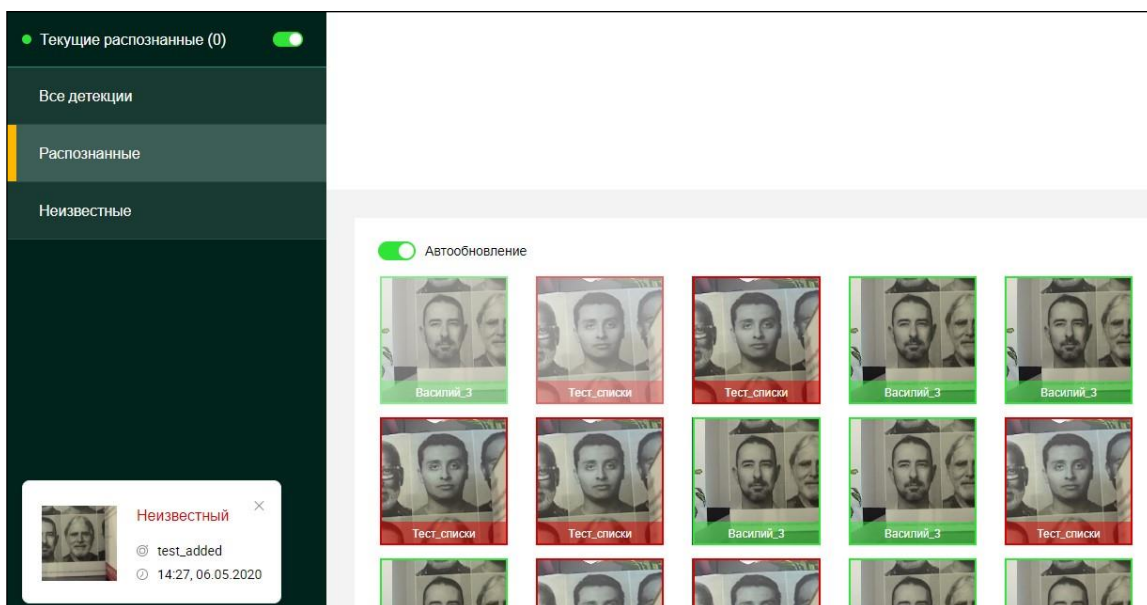 Текущие распознанные (0)
Все детекции
Распознанные
Неизвестные
Автообновление
Василий_3
Тест_списки
Тест_списки
Василий_3
Василий_3
Тест_списки
Тест_списки
Василий_3
Василий_3
Тест_списки
Неизвестный
test_added
14:27, 06.05.2020